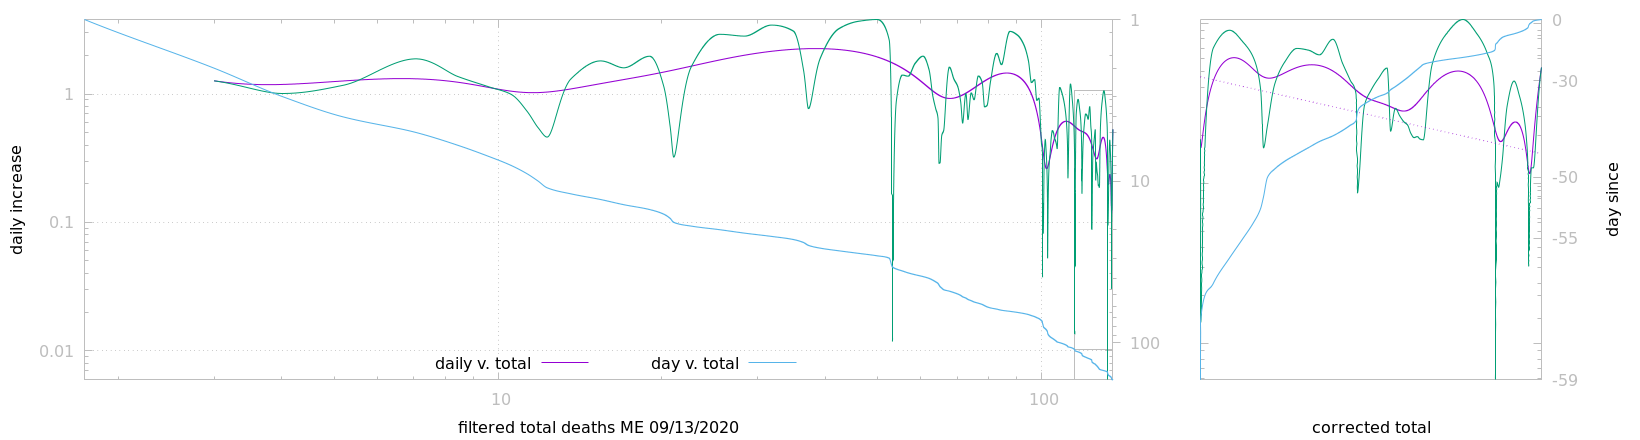 daily increase
1
0.1
0.01
10
100
filtered total deaths ME 09/13/2020
daily v. total
day v. total
1
10
100
0
-30
-50
-55
-59
day since
corrected total